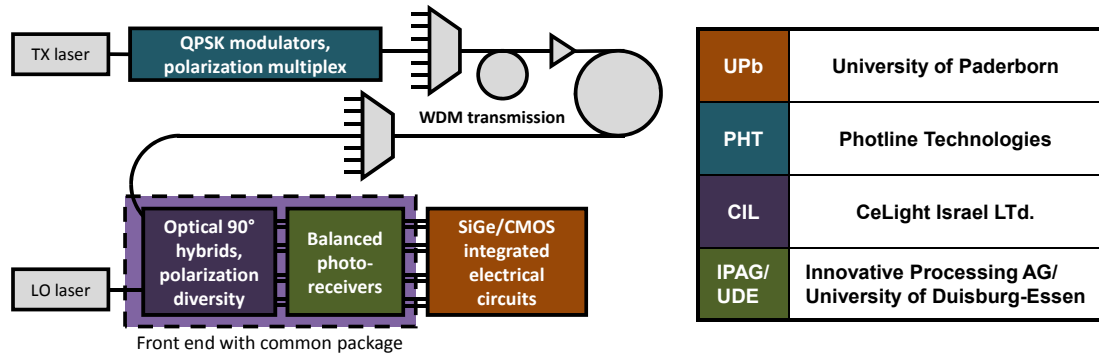 TX laser
QPSK modulators,
polarization multiplex
WDM transmission
Optical 90°
hybrids,
polarization
diversity
Balanced
photo-
receivers
SiGe/CMOS
integrated
electrical
circuits
LO laser
Front end with common package
UPb
University of Paderborn
PHT
Photline Technologies
CIL
CeLight Israel LTd.
IPAG/
UDE
Innovative Processing AG/
University of Duisburg-Essen